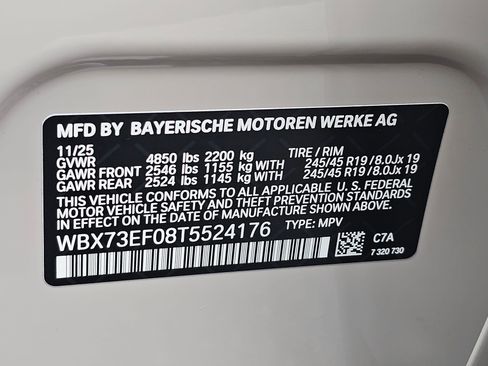 MFD BY BAYERISCHE MOTOREN WERKE AG
11/25 TIRE / RIM
GVWR 4850 lbs 2200 kg
GAWR FRONT 2546 lbs 1155 kg WITH 245/45 R19 / 8.0Jx 19
GAWR REAR 2524 lbs 1145 kg WITH 245/45 R19 / 8.0Jx 19
THIS VEHICLE CONFORMS TO ALL APPLICABLE U.S. FEDERAL
MOTOR VEHICLE SAFETY AND THEFT PREVENTION STANDARDS
IN EFFECT ON THE DATE OF MANUFACTURE SHOWN ABOVE.
WBX73EF08T5524176 TYPE: MPV
C7A
7 320 730